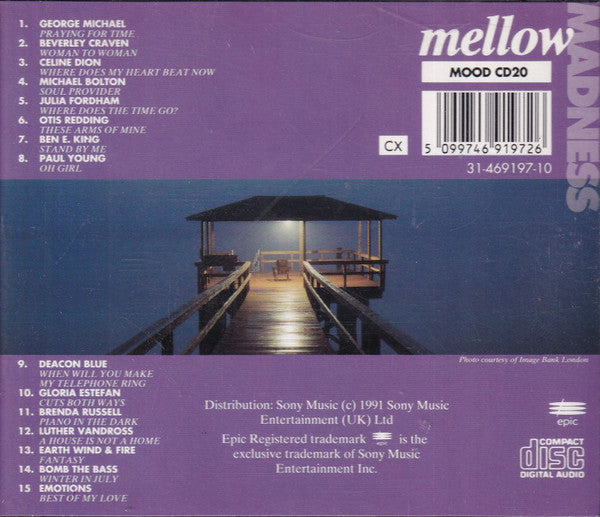 1. GEORGE MICHAEL
PRAYING FOR TIME
2. BEVERLEY CRAVEN
WOMAN TO WOMAN
3. CELINE DION
WHERE DOES MY HEART BEAT NOW
4. MICHAEL BOLTON
SOUL PROVIDER
5. JULIA FORDHAM
WHERE DOES THE TIME GO?
6. OTIS REDDING
THESE ARMS OF MINE
7. BEN E. KING
STAND BY ME
8. PAUL YOUNG
OH GIRL
mellow
MADNESS
MOOD CD20
CX
5 099746 919726
31-469197-10
Photo courtesy of Image Bank London
9. DEACON BLUE
WHEN WILL YOU MAKE
MY TELEPHONE RING
10. GLORIA ESTEFAN
CUTS BOTH WAYS
11. BRENDA RUSSELL
PIANO IN THE DARK
12. LUTHER VANDROSS
A HOUSE IS NOT A HOME
13. EARTH WIND & FIRE
FANTASY
14. BOMB THE BASS
WINTER IN JULY
15 EMOTIONS
BEST OF MY LOVE
Distribution: Sony Music (c) 1991 Sony Music
Entertainment (UK) Ltd
Epic Registered trademark epic is the
exclusive trademark of Sony Music
Entertainment Inc.
epic
COMPACT
disc
DIGITAL AUDIO